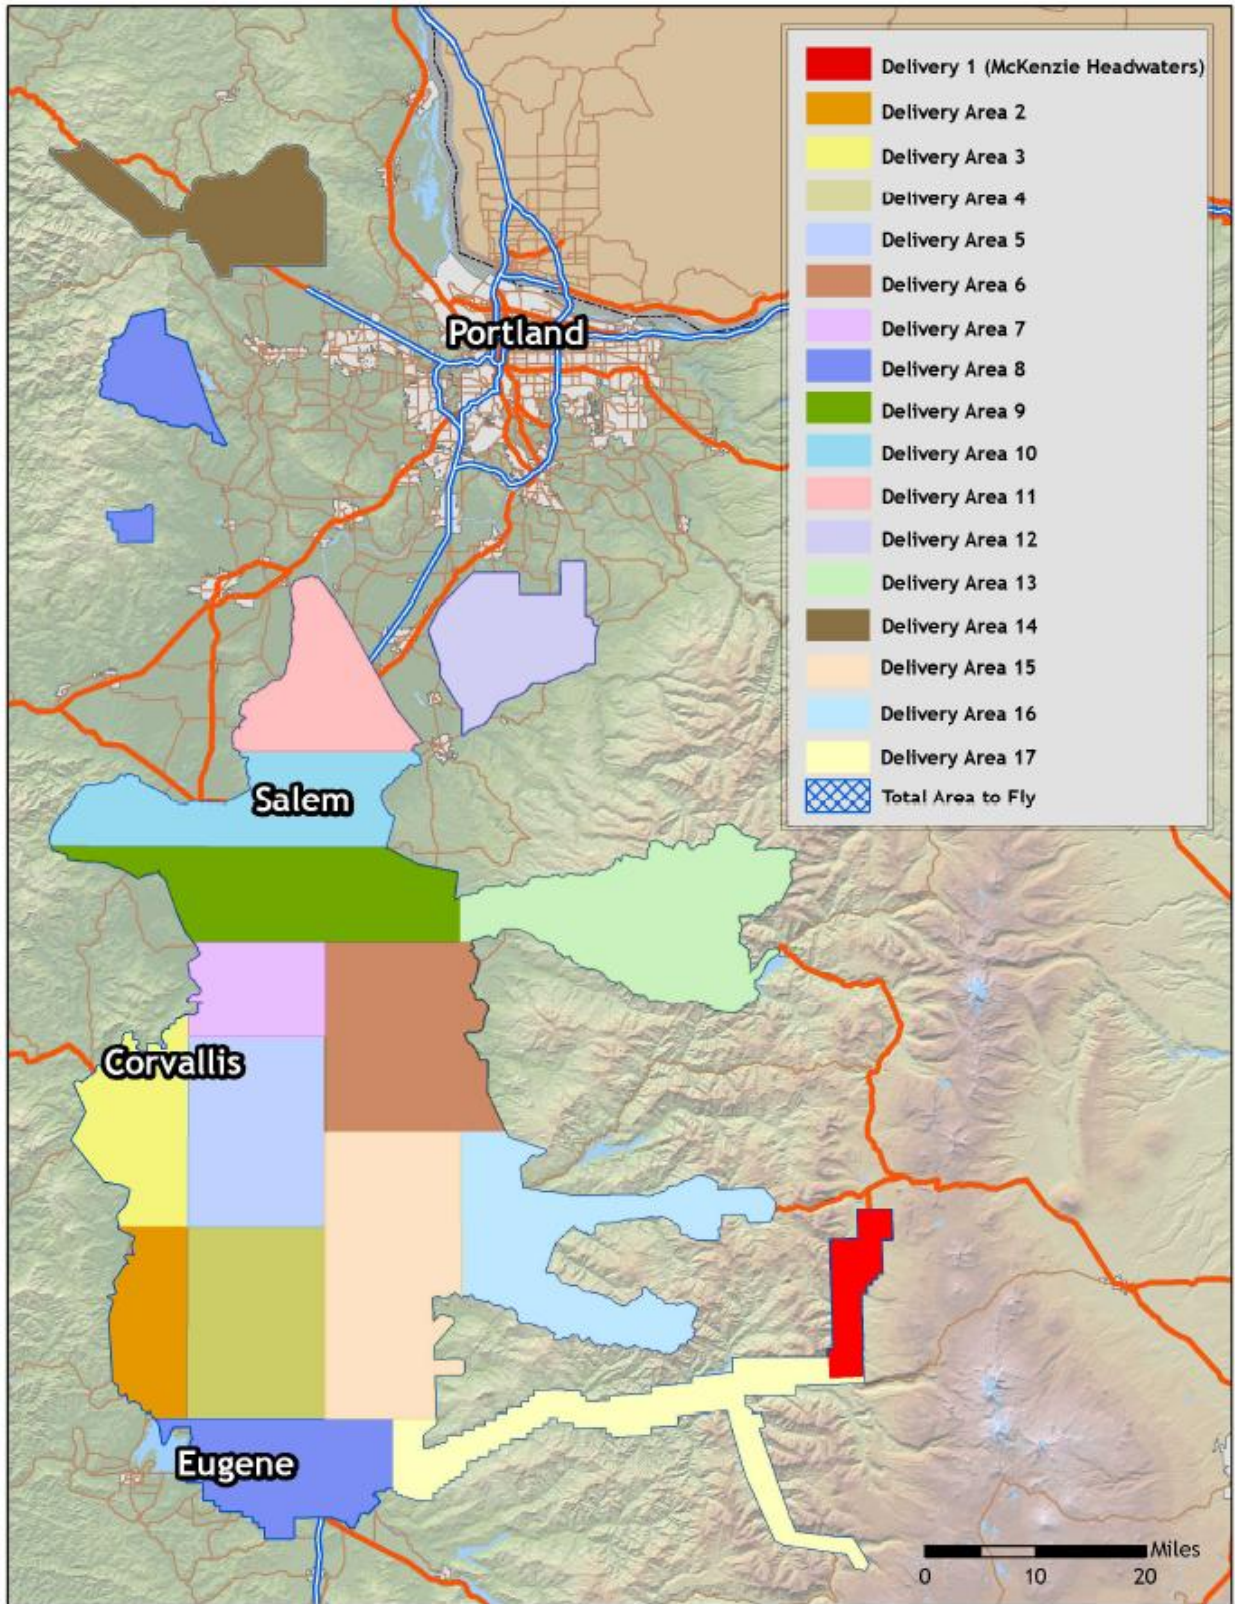 Delivery 1 (McKenzie Headwaters)
Delivery Area 2
Delivery Area 3
Delivery Area 4
Delivery Area 5
Delivery Area 6
Delivery Area 7
Delivery Area 8
Delivery Area 9
Delivery Area 10
Delivery Area 11
Delivery Area 12
Delivery Area 13
Delivery Area 14
Delivery Area 15
Delivery Area 16
Delivery Area 17
Total Area to Fly
Portland
Salem
Corvallis
Eugene
Miles
0 10 20